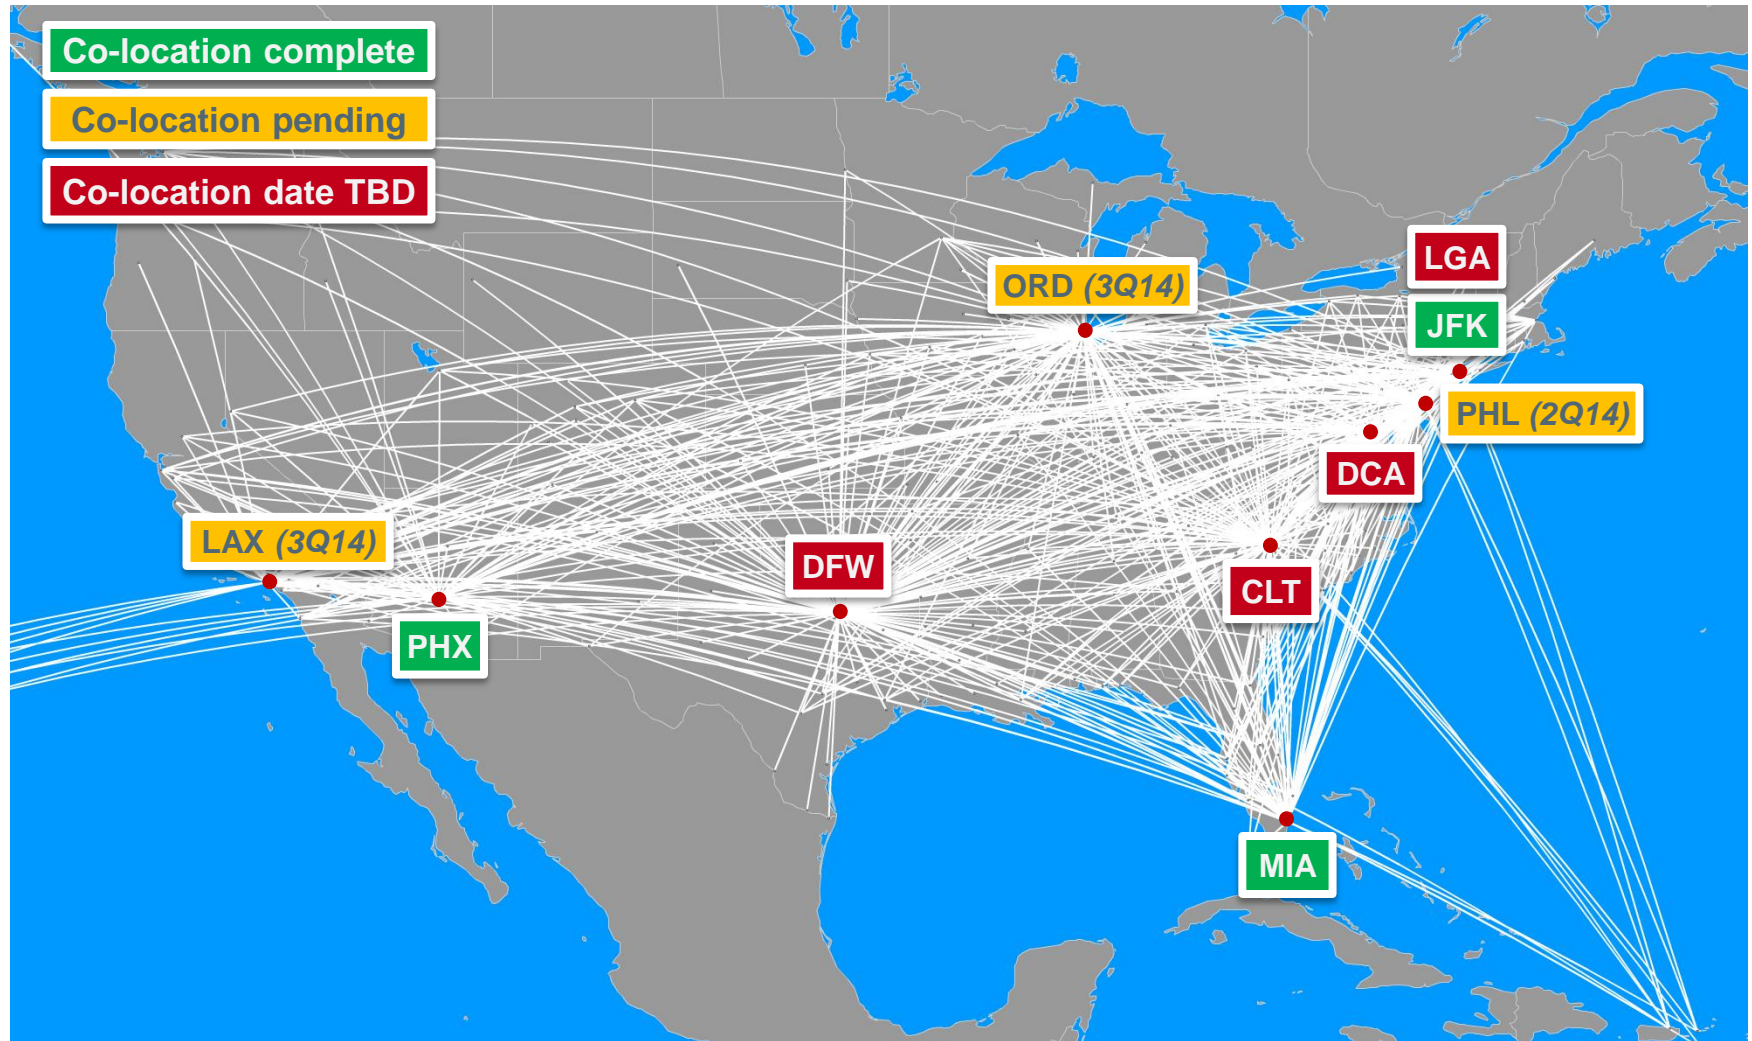 Co-location complete
Co-location pending
Co-location date TBD
LGA
ORD (3Q14)
JFK
PHL (2Q14)
DCA
LAX (3Q14)
DFW
CLT
PHX
MIA